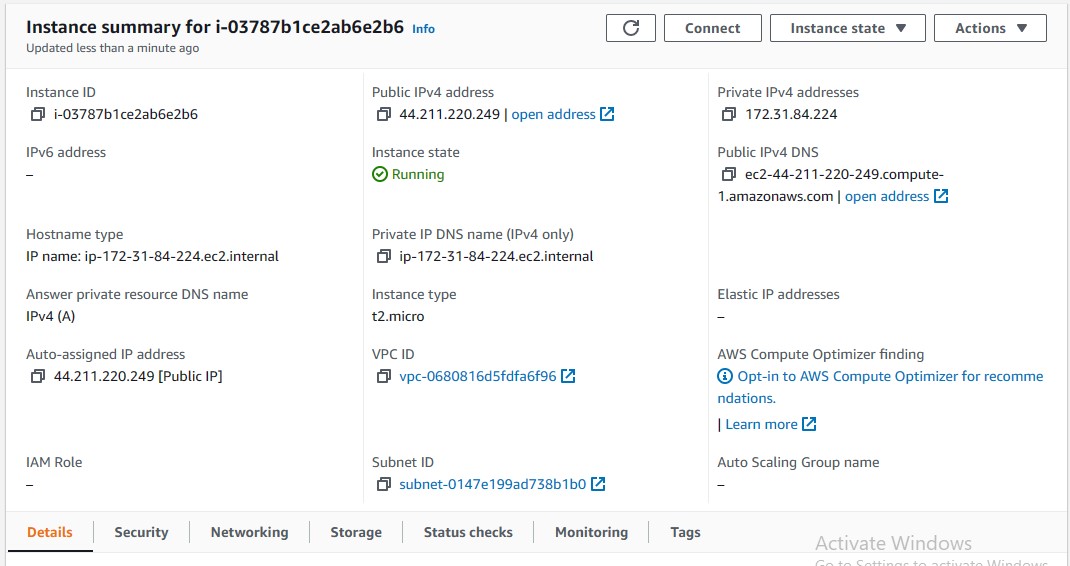 Instance summary for i-03787b1ce2ab6e2b6 Info
Updated less than a minute ago
Connect
Instance state
Actions
Instance ID
i-03787b1ce2ab6e2b6
Public IPv4 address
44.211.220.249 | open address
Private IPv4 addresses
172.31.84.224
IPv6 address
–
Instance state
Running
Public IPv4 DNS
ec2-44-211-220-249.compute-
1.amazonaws.com | open address
Hostname type
IP name: ip-172-31-84-224.ec2.internal
Private IP DNS name (IPv4 only)
ip-172-31-84-224.ec2.internal
Answer private resource DNS name
IPv4 (A)
Instance type
t2.micro
Elastic IP addresses
–
Auto-assigned IP address
44.211.220.249 [Public IP]
VPC ID
vpc-0680816d5fdfa6f96
AWS Compute Optimizer finding
Opt-in to AWS Compute Optimizer for recomme
ndations.
| Learn more
IAM Role
–
Subnet ID
subnet-0147e199ad738b1b0
Auto Scaling Group name
–
Details
Security
Networking
Storage
Status checks
Monitoring
Tags
Activate Windows
Go to Settings to activate Windows.